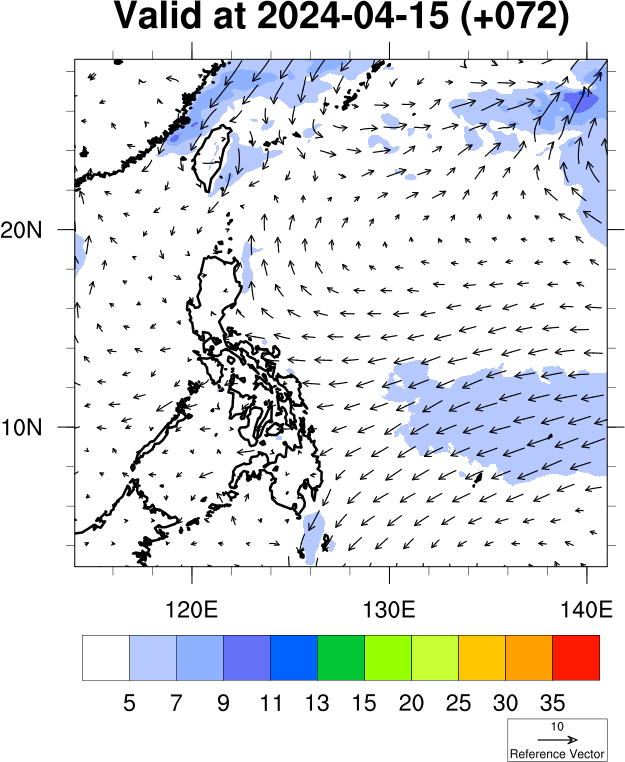 Valid at 2024-04-15 (+072)
20N
10N
120E 130E 140E
5 7 9 11 13 15 20 25 30 35
10
Reference Vector